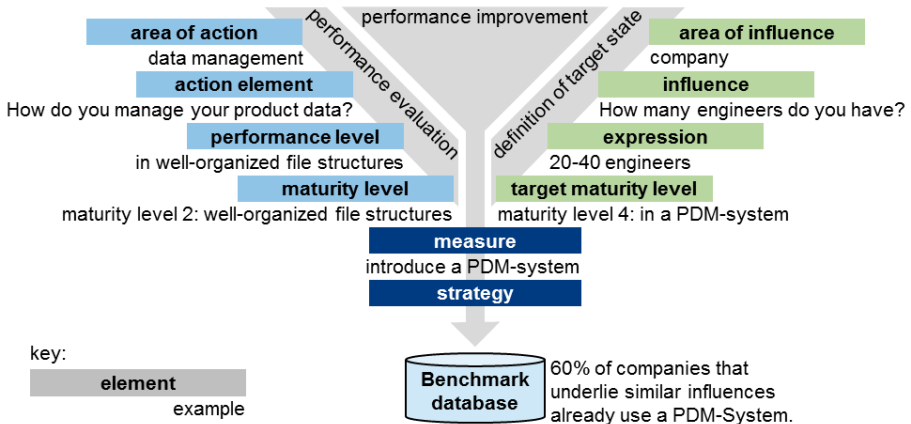 performance improvement
performance evaluation
definition of target state
area of action
data management
action element
How do you manage your product data?
performance level
in well-organized file structures
maturity level
maturity level 2: well-organized file structures
area of influence
company
influence
How many engineers do you have?
expression
20-40 engineers
target maturity level
maturity level 4: in a PDM-system
measure
introduce a PDM-system
strategy
key:
element
example
Benchmark
database
60% of companies that
underlie similar influences
already use a PDM-System.